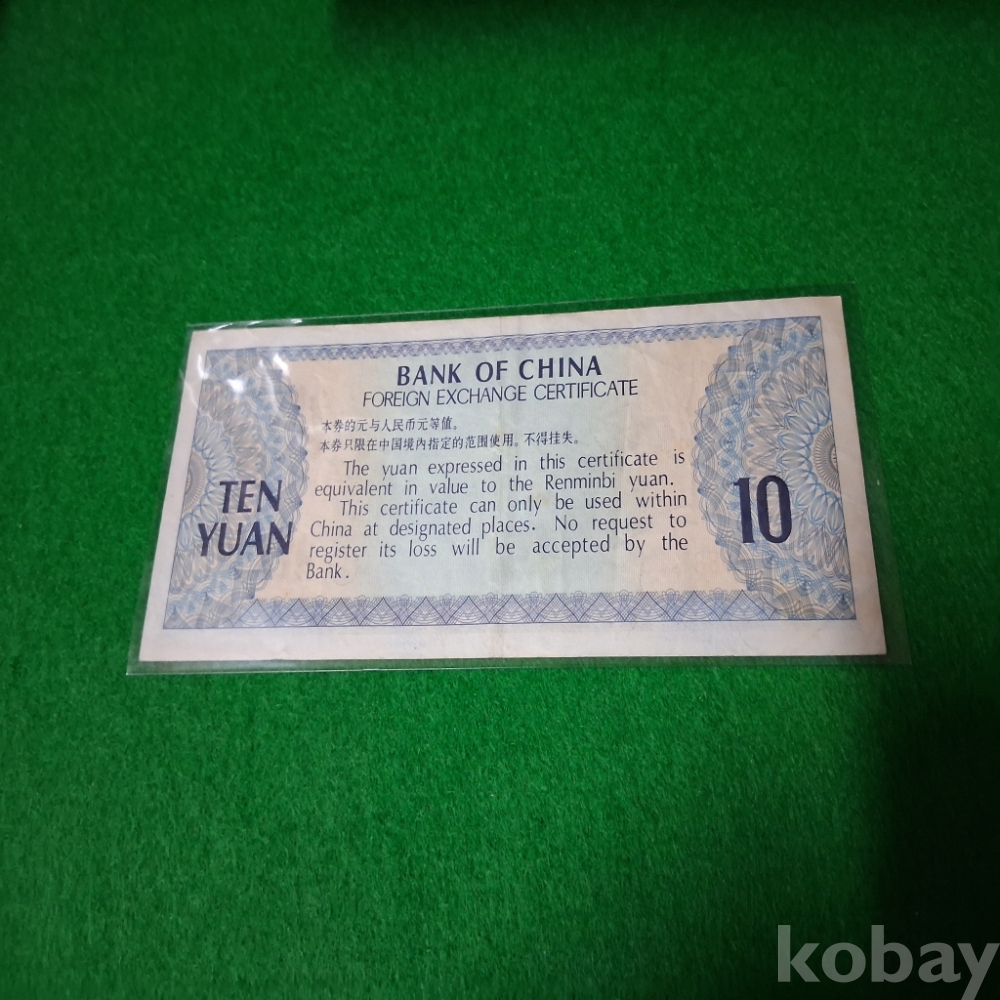 BANK OF CHINA
FOREIGN EXCHANGE CERTIFICATE
本券的元与人民币元等值。
本券只限在中国境内指定的范围使用。不得挂失。
The yuan expressed in this certificate is
equivalent in value to the Renminbi yuan.
This certificate can only be used within
China at designated places. No request to
register its loss will be accepted by the
Bank.
TEN
YUAN
10
kobay